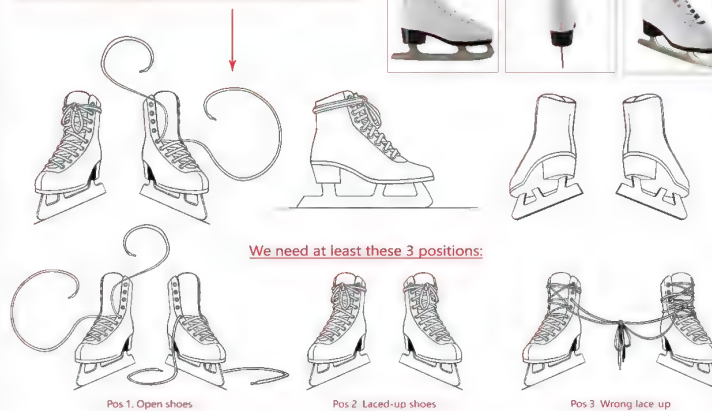 We need at least these 3 positions:
Pos 1. Open shoes
Pos 2 Laced-up shoes
Pos 3 Wrong lace up